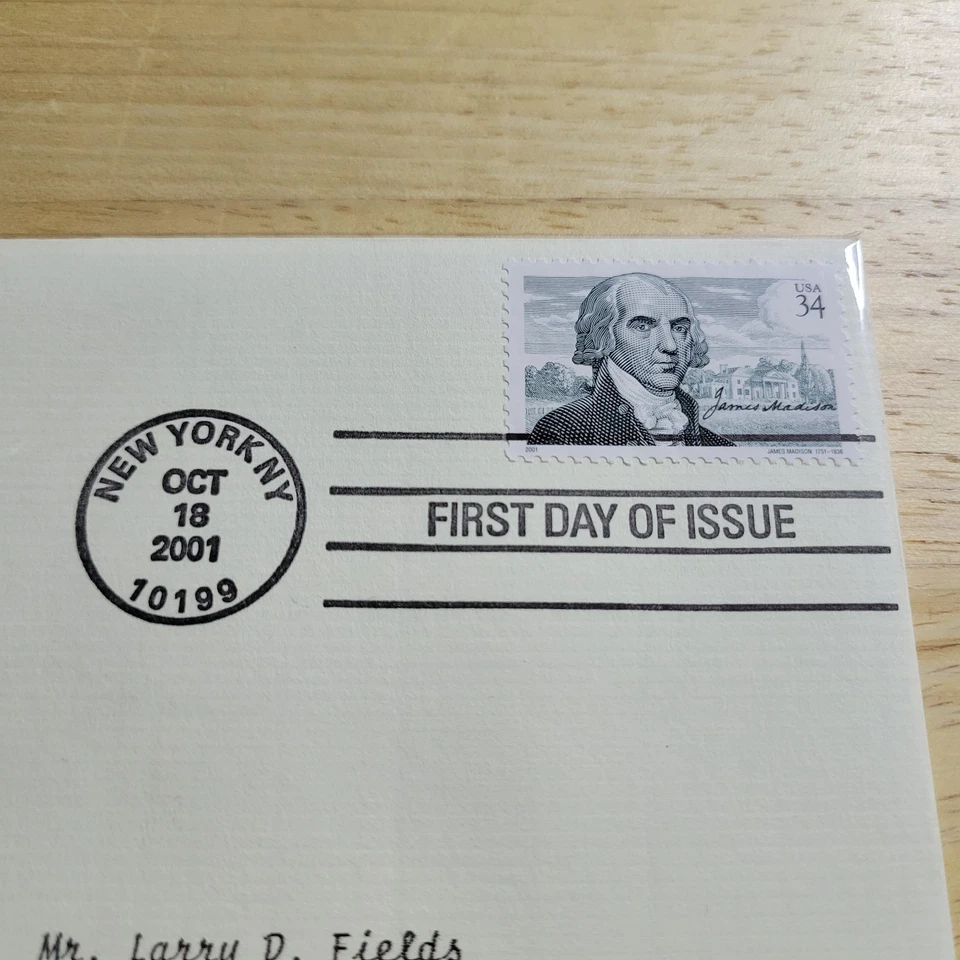 USA
34
James Madison
2001
JAMES MADISON 1751-1836
NEW YORK NY
OCT
18
2001
10199
FIRST DAY OF ISSUE
Mr. Larry D. Fields